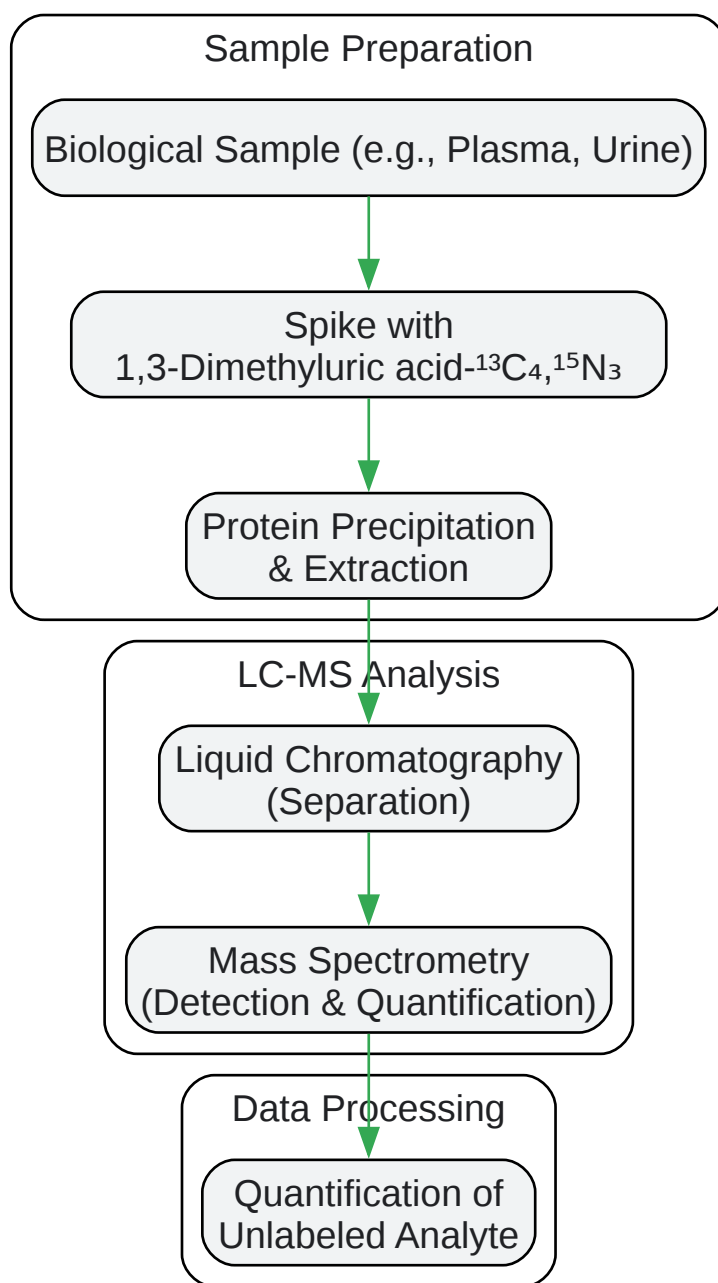 Sample Preparation
Biological Sample (e.g., Plasma, Urine)
Spike with
1,3-Dimethyluric acid-¹³C₄,¹⁵N₃
Protein Precipitation
& Extraction
LC-MS Analysis
Liquid Chromatography
(Separation)
Mass Spectrometry
(Detection & Quantification)
Data Processing
Quantification of
Unlabeled Analyte